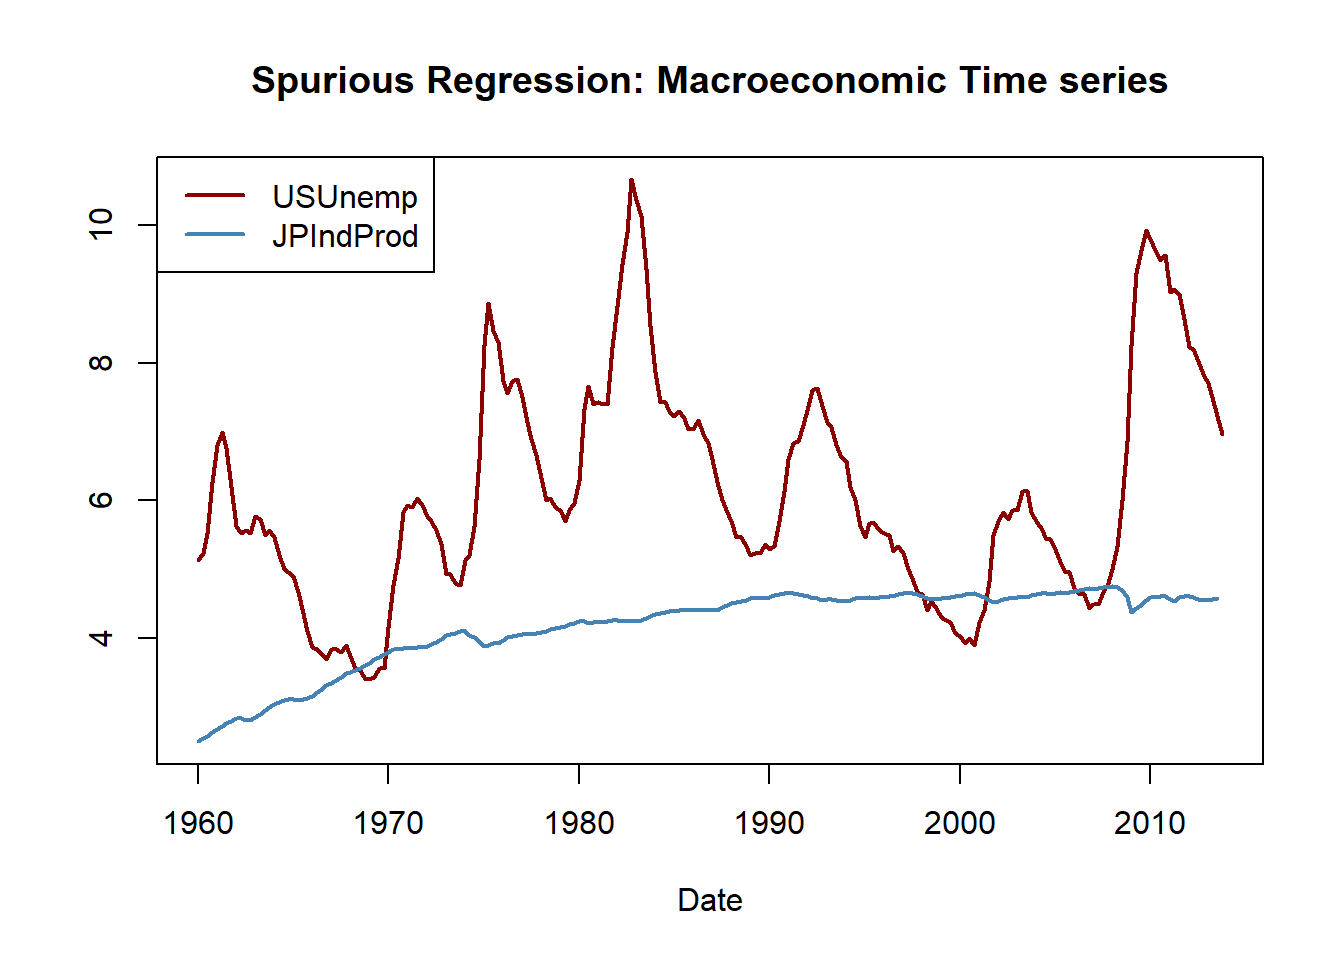 Spurious Regression: Macroeconomic Time series
USUnemp
JPIndProd
10
8
6
4
1960 1970 1980 1990 2000 2010
Date